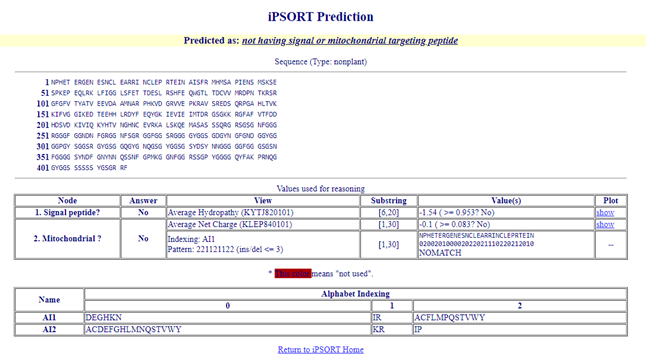 iPSORT Prediction
Predicted as: not having signal or mitochondrial targeting peptide
Sequence (Type: nonplant)
1 NPHET ERGEN ESNCL EARRI NCLEP RTEIN AISFR MHMSA PIENS MSKSE
51 SPKEP EQLRK LFIGG LSFET TDESL RSHFE QWGTL TDCVV MRDPN TKRSR
101 GFGFV TYATV EEVDA AMNAR PHKVD GRVVE PKRAV SREDS QRPGA HLTVK
151 KIFVG GIKED TEEHH LRDYF EQYGK IEVIE IMTDR GSGKK RGFAF VTFDD
201 HDSVD KIVIQ KYHTV NGHNC EVRKA LSKQE MASAS SSQRG RSGSG NFGGG
251 RGGGF GGNDN FGRGG NFSGR GGFGG SRGGG GYGGS GDGYN GFGND GGYGG
301 GGPGY SGGSR GYGSG GQGYG NQGSG YGGSG SYDSY NNGGG GGFGG GSGSN
351 FGGGG SYNDF GNYNN QSSNF GPMKG GNFGG RSSGP YGGGG QYFAK PRNQG
401 GYGGS SSSSS YGSGR RF
Values used for reasoning
Node Answer View Substring Value(s) Plot
1. Signal peptide? No Average Hydropathy (KYTJ820101) [6,20] -1.54 ( >= 0.953? No) show
2. Mitochondrial ? No Average Net Charge (KLEP840101) [1,30] -0.1 ( >= 0.083? No) show
Indexing: AI1
Pattern: 221121122 (ins/del <= 3) [1,30] NPHETERGENESNCLEARRINCLEPRTEIN
020020100002022021110220212010
NOMATCH --
* This color means "not used".
Name Alphabet Indexing
0 1 2
AI1 DEGHKN IR ACFLMPQSTVWY
AI2 ACDEFGHLMNQSTVWY KR IP
Return to iPSORT Home